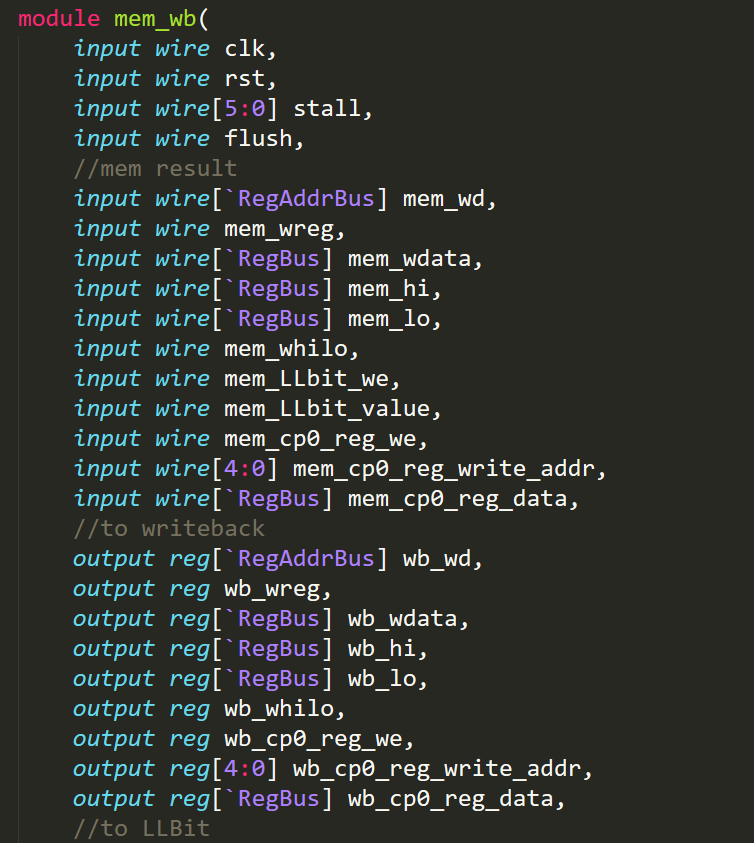 module mem_wb(
input wire clk,
input wire rst,
input wire[5:0] stall,
input wire flush,
//mem result
input wire[`RegAddrBus] mem_wd,
input wire mem_wreg,
input wire[`RegBus] mem_wdata,
input wire[`RegBus] mem_hi,
input wire[`RegBus] mem_lo,
input wire mem_whilo,
input wire mem_LLbit_we,
input wire mem_LLbit_value,
input wire mem_cp0_reg_we,
input wire[4:0] mem_cp0_reg_write_addr,
input wire[`RegBus] mem_cp0_reg_data,
//to writeback
output reg[`RegAddrBus] wb_wd,
output reg wb_wreg,
output reg[`RegBus] wb_wdata,
output reg[`RegBus] wb_hi,
output reg[`RegBus] wb_lo,
output reg wb_whilo,
output reg wb_cp0_reg_we,
output reg[4:0] wb_cp0_reg_write_addr,
output reg[`RegBus] wb_cp0_reg_data,
//to LLBit